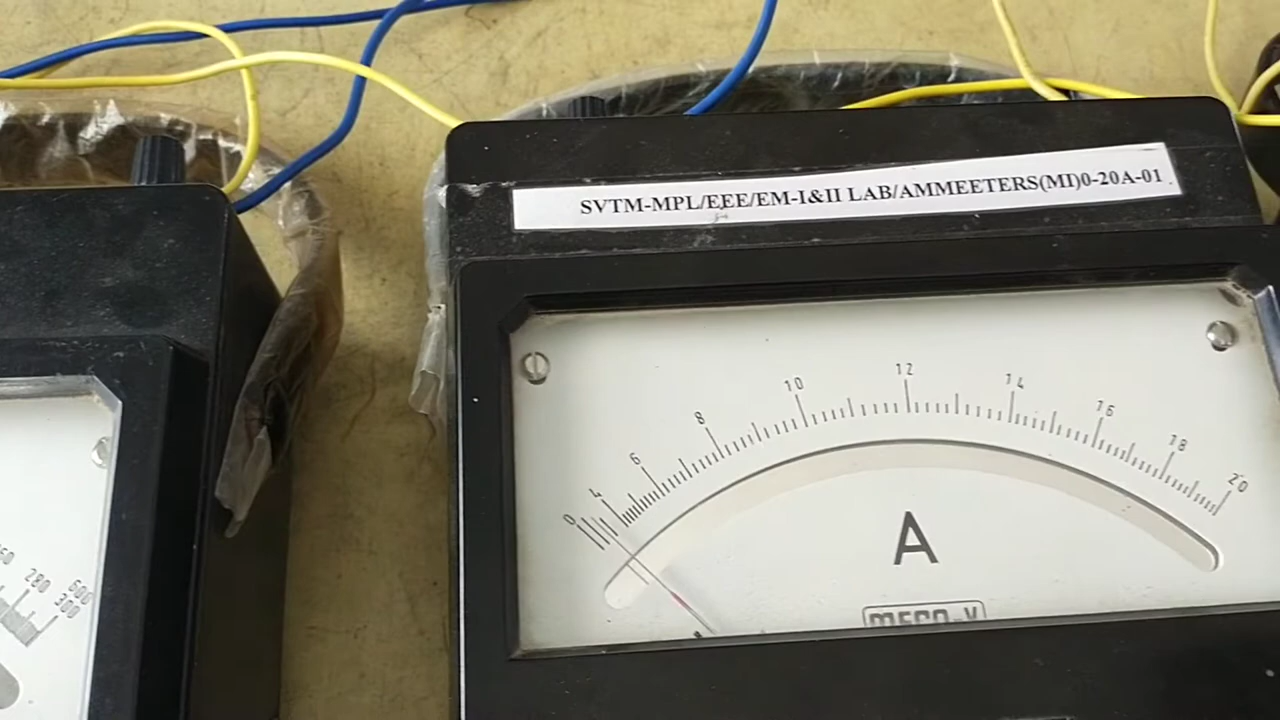 SVTM-MPL/EEE/EM-I&II LAB/AMMEETERS(MI)0-20A-01
0 4 6 8 10 12 14 16 18 20
A
MECO-V
280 600
300